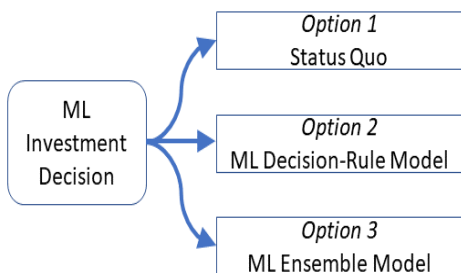 ML
Investment
Decision
Option 1
Status Quo
Option 2
ML Decision-Rule Model
Option 3
ML Ensemble Model